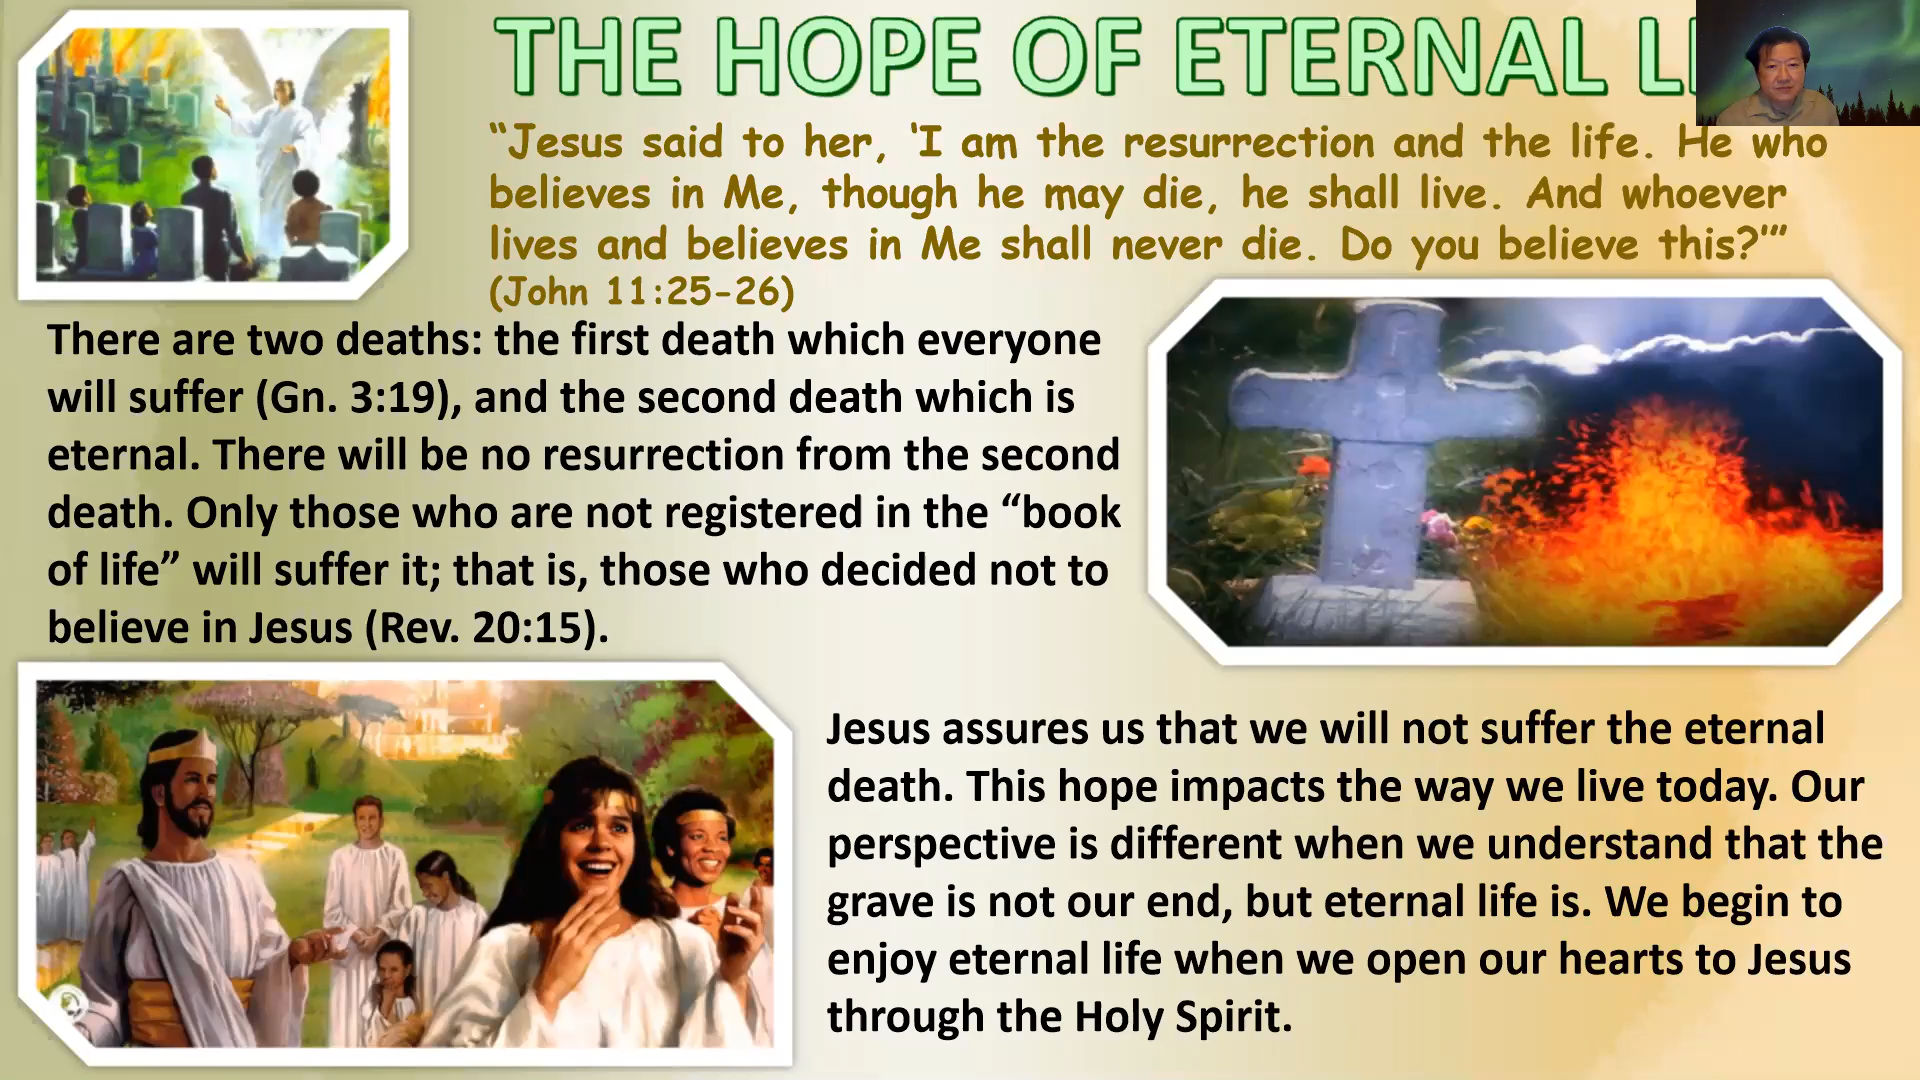 THE HOPE OF ETERNAL
“Jesus said to her, ‘I am the resurrection and the life. He who
believes in Me, though he may die, he shall live. And whoever
lives and believes in Me shall never die. Do you believe this?’”
(John 11:25-26)
There are two deaths: the first death which everyone
will suffer (Gn. 3:19), and the second death which is
eternal. There will be no resurrection from the second
death. Only those who are not registered in the “book
of life” will suffer it; that is, those who decided not to
believe in Jesus (Rev. 20:15).
Jesus assures us that we will not suffer the eternal
death. This hope impacts the way we live today. Our
perspective is different when we understand that the
grave is not our end, but eternal life is. We begin to
enjoy eternal life when we open our hearts to Jesus
through the Holy Spirit.